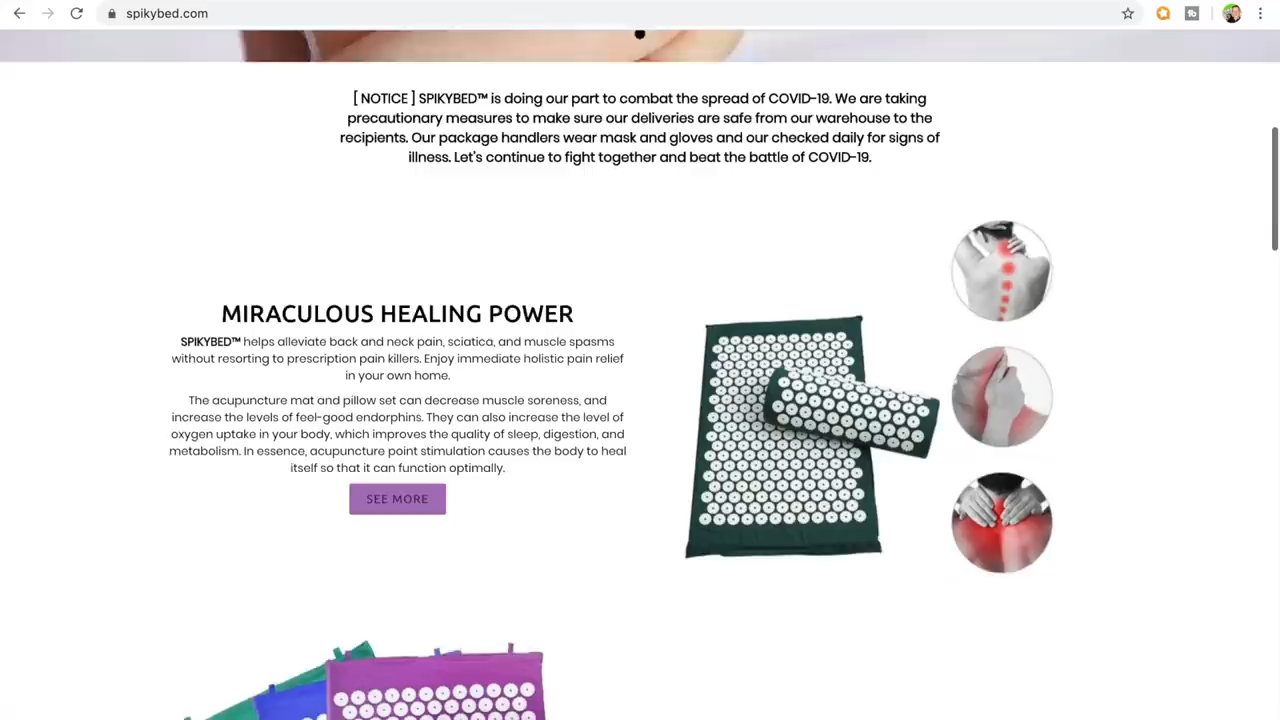 spikybed.com
[ NOTICE ] SPIKYBED™ is doing our part to combat the spread of COVID-19. We are taking
precautionary measures to make sure our deliveries are safe from our warehouse to the
recipients. Our package handlers wear mask and gloves and our checked daily for signs of
illness. Let's continue to fight together and beat the battle of COVID-19.
MIRACULOUS HEALING POWER
SPIKYBED™ helps alleviate back and neck pain, sciatica, and muscle spasms
without resorting to prescription pain killers. Enjoy immediate holistic pain relief
in your own home.
The acupuncture mat and pillow set can decrease muscle soreness, and
increase the levels of feel-good endorphins. They can also increase the level of
oxygen uptake in your body, which improves the quality of sleep, digestion, and
metabolism. In essence, acupuncture point stimulation causes the body to heal
itself so that it can function optimally.
SEE MORE